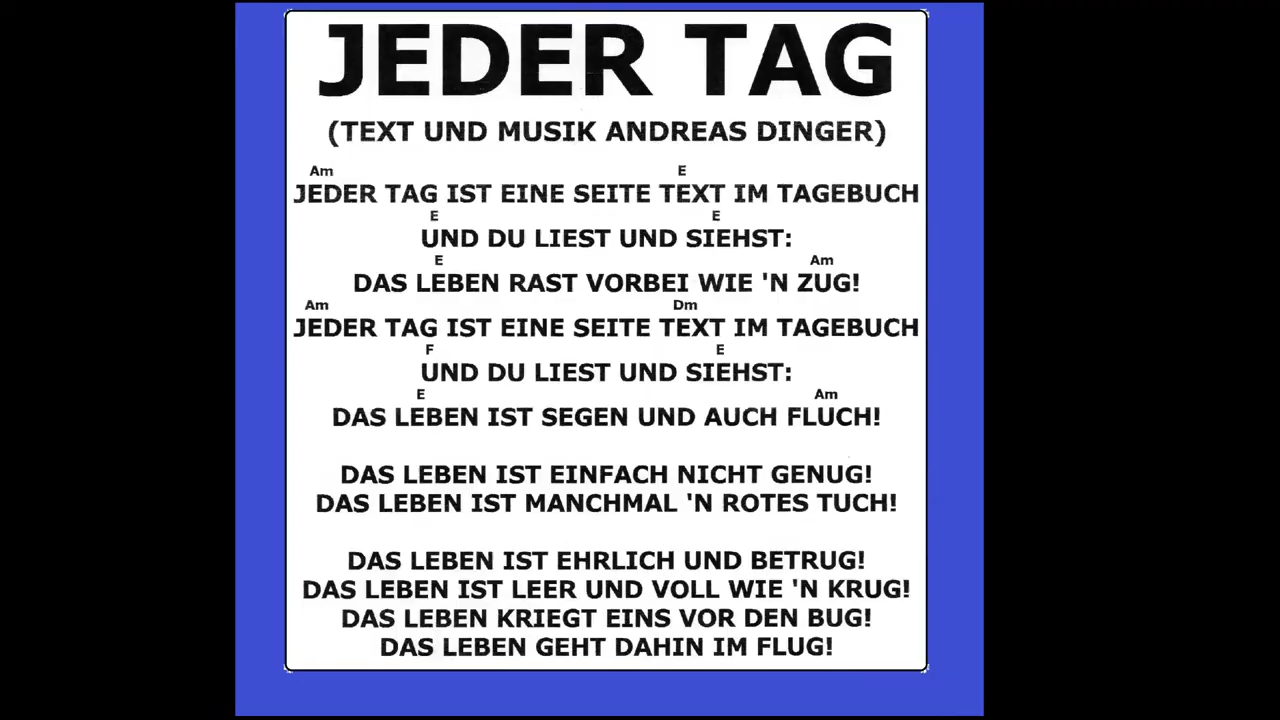 JEDER TAG
(TEXT UND MUSIK ANDREAS DINGER)
Am E
JEDER TAG IST EINE SEITE TEXT IM TAGEBUCH
E E
UND DU LIEST UND SIEHST:
E Am
DAS LEBEN RAST VORBEI WIE 'N ZUG!
Am Dm
JEDER TAG IST EINE SEITE TEXT IM TAGEBUCH
F E
UND DU LIEST UND SIEHST:
E Am
DAS LEBEN IST SEGEN UND AUCH FLUCH!
DAS LEBEN IST EINFACH NICHT GENUG!
DAS LEBEN IST MANCHMAL 'N ROTES TUCH!
DAS LEBEN IST EHRLICH UND BETRUG!
DAS LEBEN IST LEER UND VOLL WIE 'N KRUG!
DAS LEBEN KRIEGT EINS VOR DEN BUG!
DAS LEBEN GEHT DAHIN IM FLUG!